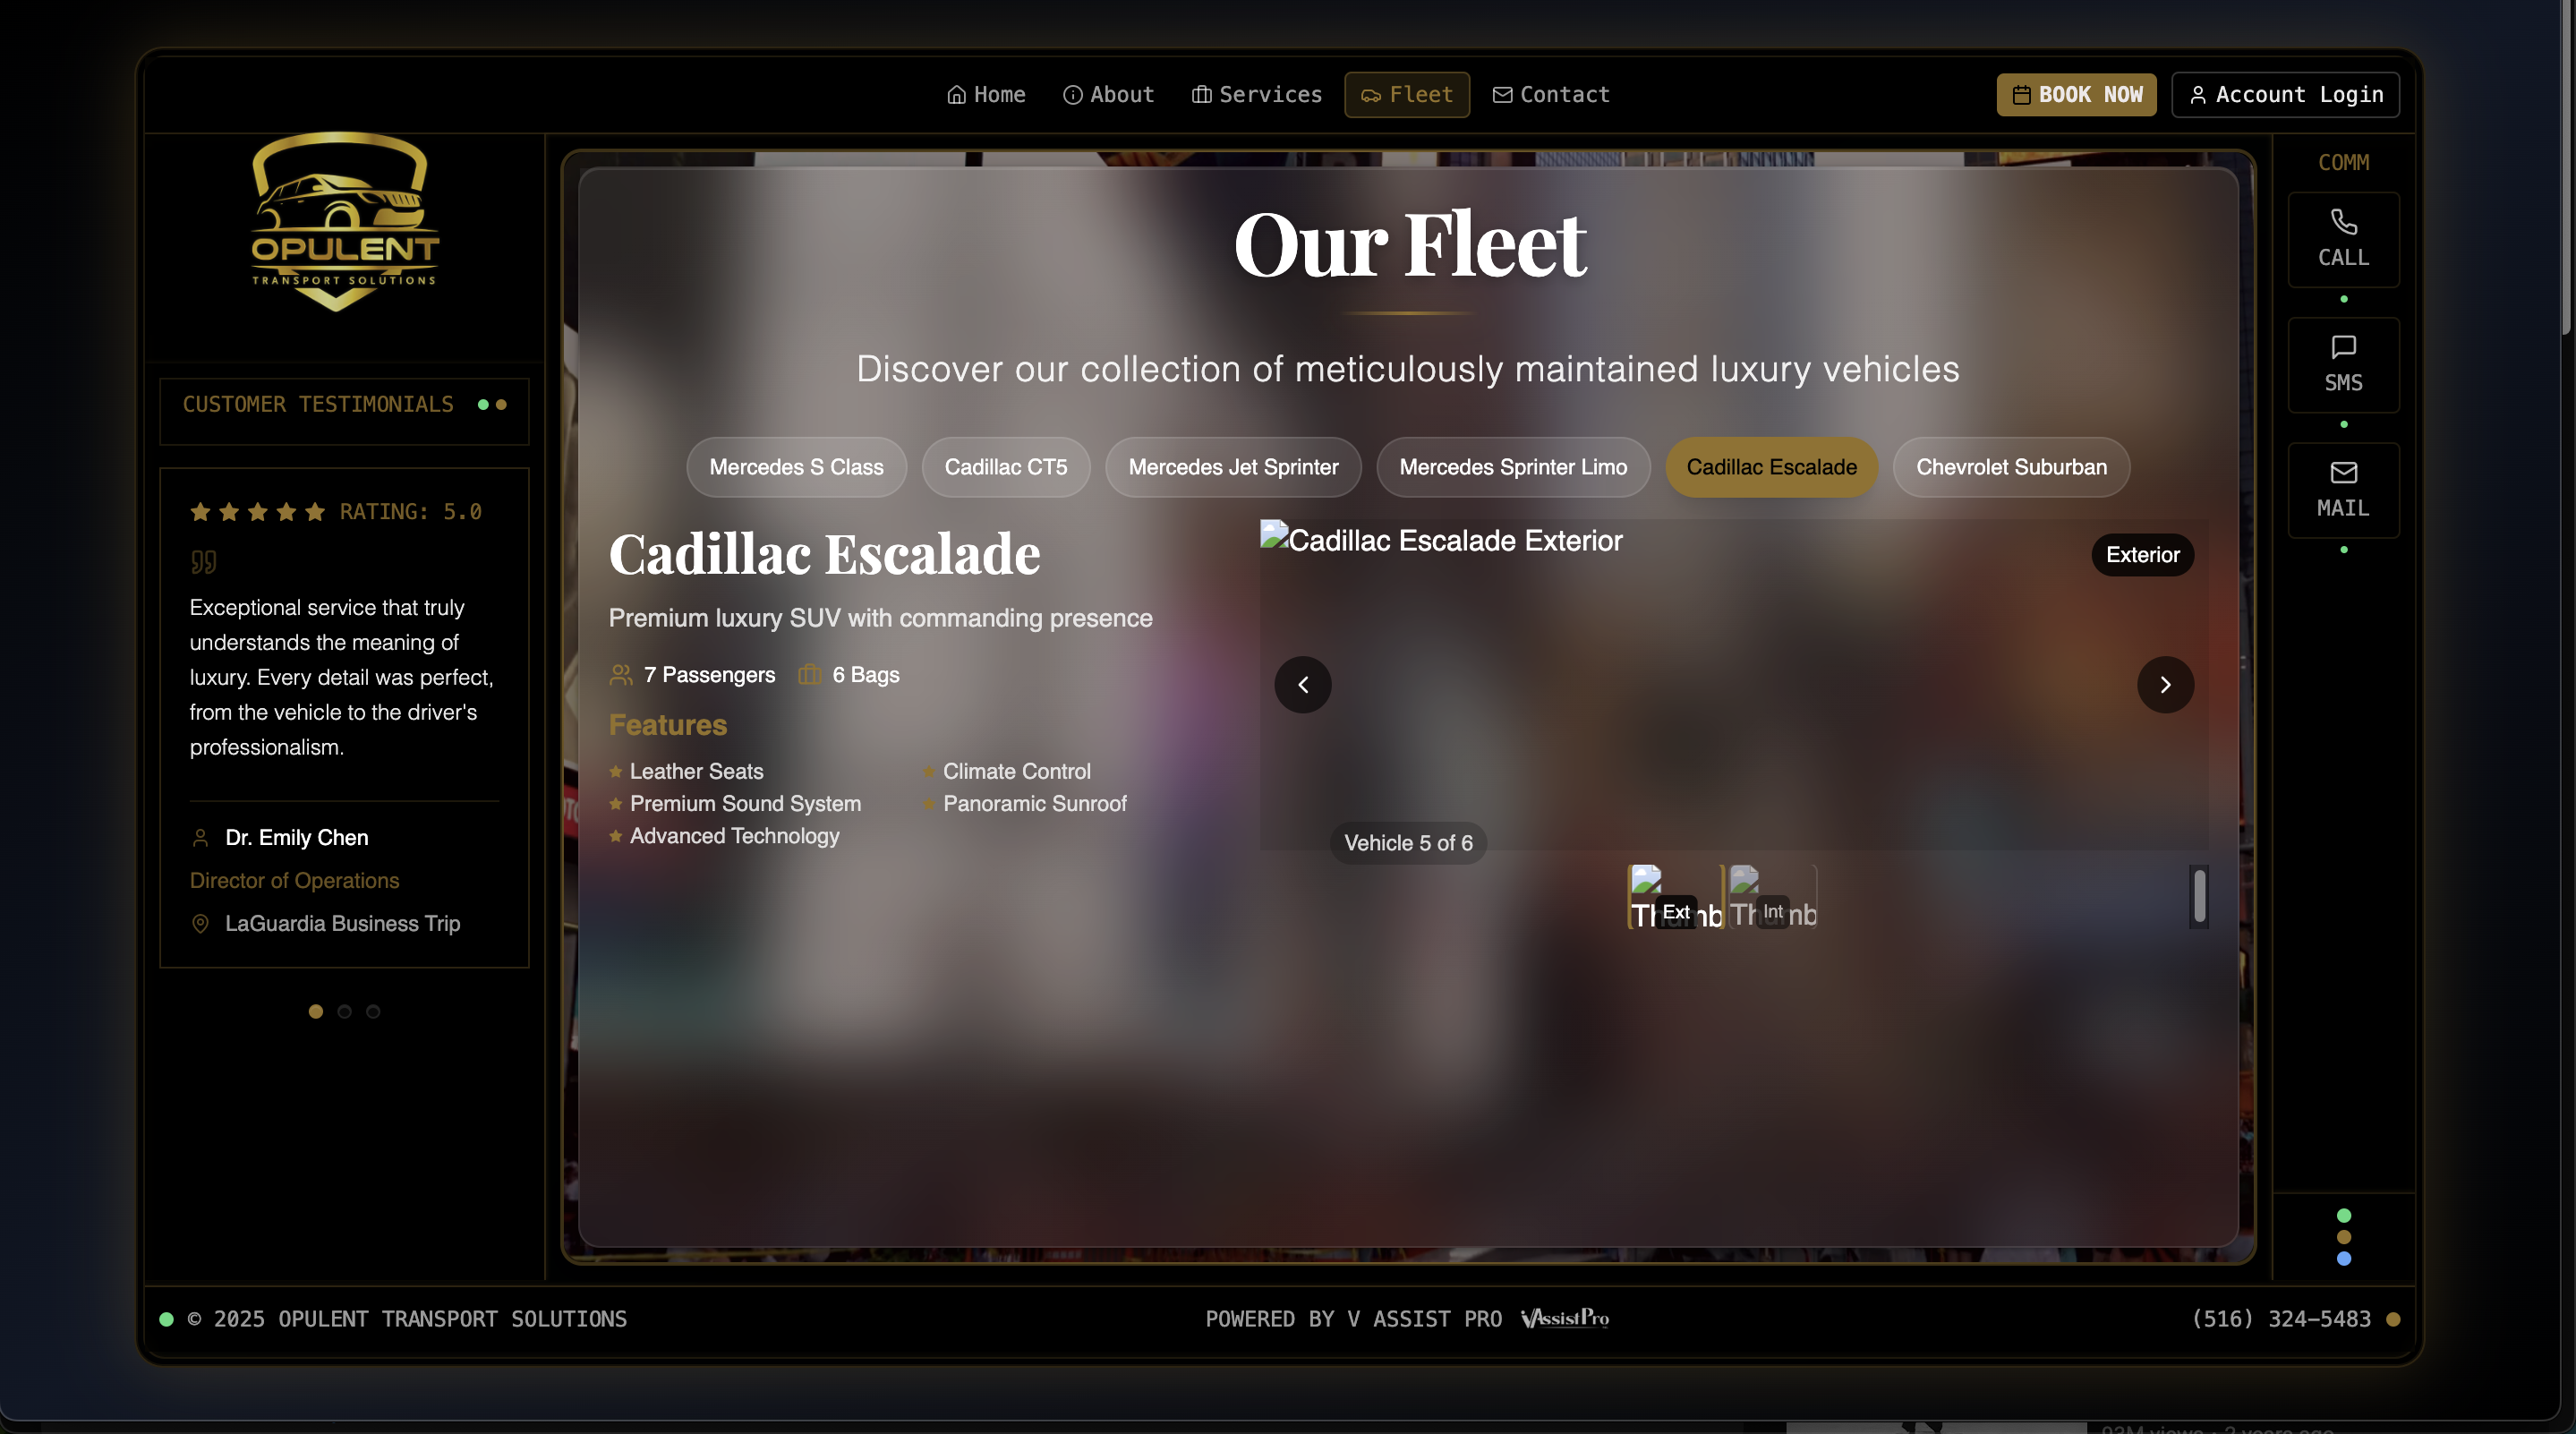 Home
About
Services
Fleet
Contact
BOOK NOW
Account Login
OPULENT
TRANSPORT SOLUTIONS
CUSTOMER TESTIMONIALS
RATING: 5.0
Exceptional service that truly
understands the meaning of
luxury. Every detail was perfect,
from the vehicle to the driver's
professionalism.
Dr. Emily Chen
Director of Operations
LaGuardia Business Trip
Our Fleet
Discover our collection of meticulously maintained luxury vehicles
Mercedes S Class
Cadillac CT5
Mercedes Jet Sprinter
Mercedes Sprinter Limo
Cadillac Escalade
Chevrolet Suburban
Cadillac Escalade
Premium luxury SUV with commanding presence
7 Passengers
6 Bags
Features
Leather Seats
Climate Control
Premium Sound System
Panoramic Sunroof
Advanced Technology
Cadillac Escalade Exterior
Exterior
Vehicle 5 of 6
Ext
Int
COMM
CALL
SMS
MAIL
© 2025 OPULENT TRANSPORT SOLUTIONS
POWERED BY V ASSIST PRO
VAssistPro
(516) 324-5483